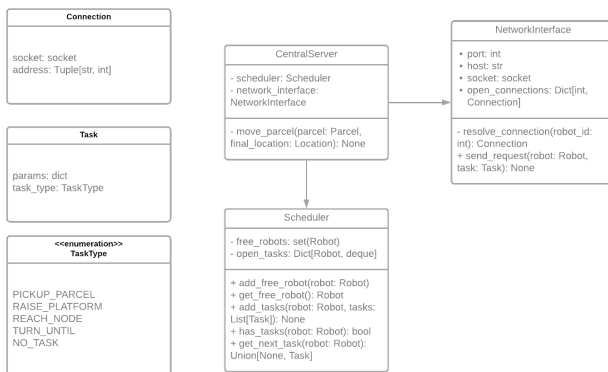 Connection
socket: socket
address: Tuple[str, int]
Task
params: dict
task_type: TaskType
<<enumeration>>
TaskType
PICKUP_PARCEL
RAISE_PLATFORM
REACH_NODE
TURN_UNTIL
NO_TASK
CentralServer
- scheduler: Scheduler
- network_interface:
NetworkInterface
- move_parcel(parcel: Parcel,
final_location: Location): None
Scheduler
- free_robots: set(Robot)
- open_tasks: Dict[Robot, deque]
+ add_free_robot(robot: Robot)
+ get_free_robot(): Robot
+ add_tasks(robot: Robot, tasks:
List[Task]): None
+ has_tasks(robot: Robot): bool
+ get_next_task(robot: Robot):
Union[None, Task]
NetworkInterface
• port: int
• host: str
• socket: socket
• open_connections: Dict[int,
Connection]
- resolve_connection(robot_id:
int): Connection
+ send_request(robot: Robot,
task: Task): None